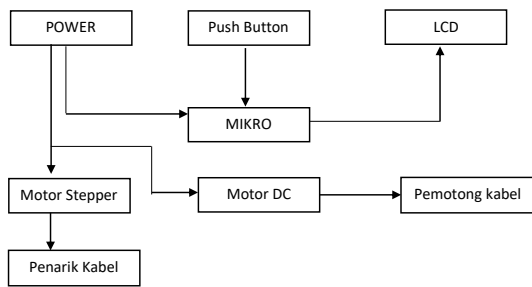 POWER
Push Button
LCD
MIKRO
Motor Stepper
Motor DC
Pemotong kabel
Penarik Kabel